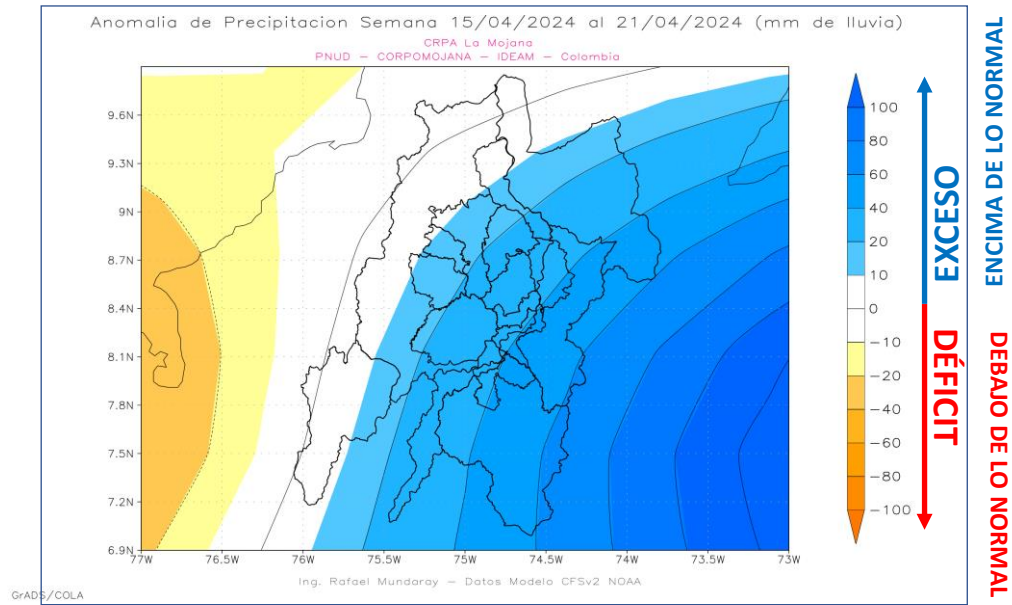 Anomalia de Precipitacion Semana 15/04/2024 al 21/04/2024 (mm de lluvia)
CRPA La Mojana
PNUD – CORPOMOJANA – IDEAM – Colombia
9.6N
9.3N
9N
8.7N
8.4N
8.1N
7.8N
7.5N
7.2N
6.9N
77W
76.5W
76W
75.5W
75W
74.5W
74W
73.5W
73W
100
80
60
40
20
10
0
−10
−20
−40
−60
−80
−100
EXCESO
DÉFICIT
ENCIMA DE LO NORMAL
DEBAJO DE LO NORMAL
Ing. Rafael Mundaray – Datos Modelo CFSv2 NOAA
GrADS/COLA